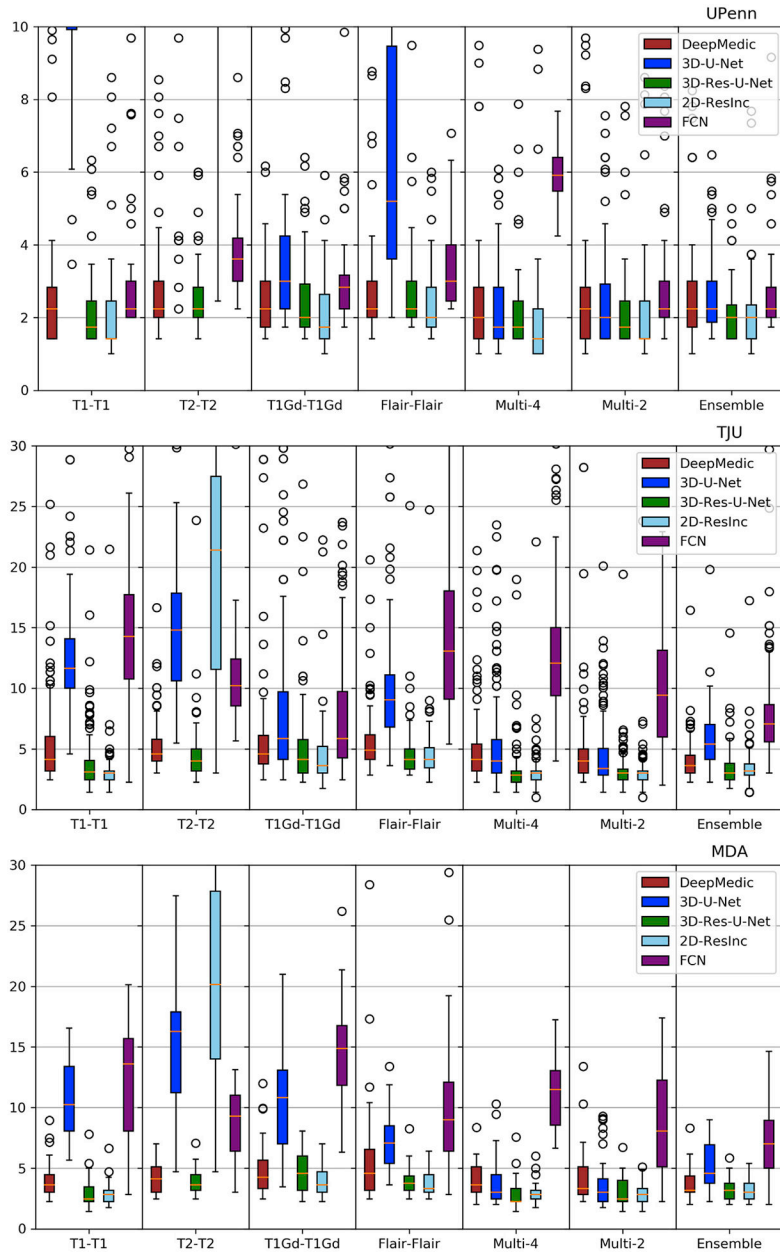 UPenn
10
8
6
4
2
0
DeepMedic
3D-U-Net
3D-Res-U-Net
2D-ResInc
FCN
T1-T1 T2-T2 T1Gd-T1Gd Flair-Flair Multi-4 Multi-2 Ensemble
TJU
30
25
20
15
10
5
0
DeepMedic
3D-U-Net
3D-Res-U-Net
2D-ResInc
FCN
T1-T1 T2-T2 T1Gd-T1Gd Flair-Flair Multi-4 Multi-2 Ensemble
MDA
30
25
20
15
10
5
0
DeepMedic
3D-U-Net
3D-Res-U-Net
2D-ResInc
FCN
T1-T1 T2-T2 T1Gd-T1Gd Flair-Flair Multi-4 Multi-2 Ensemble